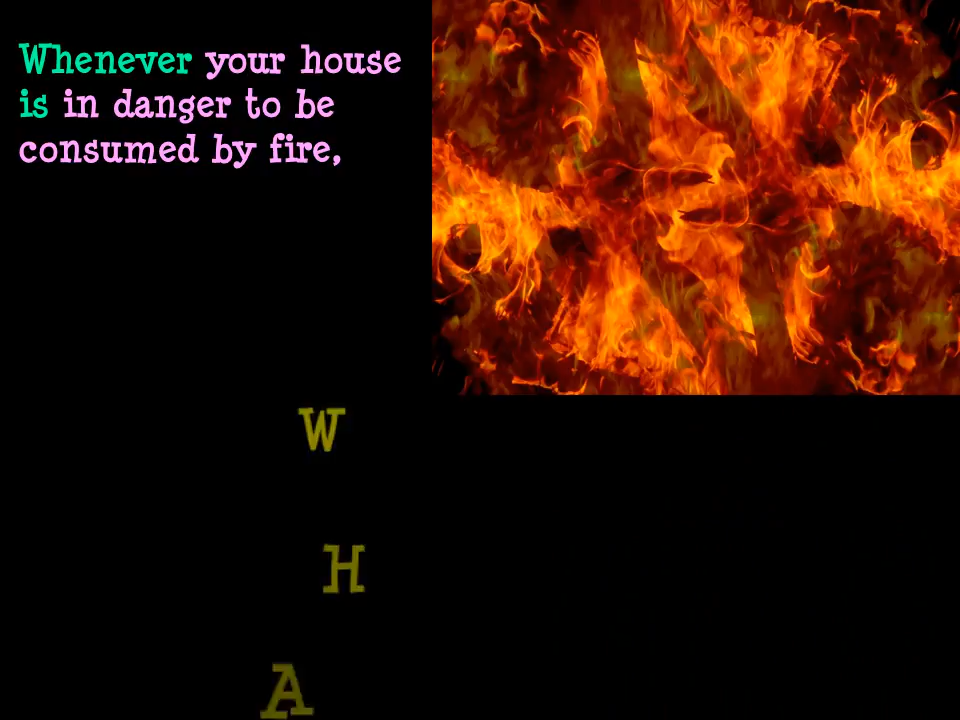 Whenever your house
is in danger to be
consumed by fire,
W
H
A